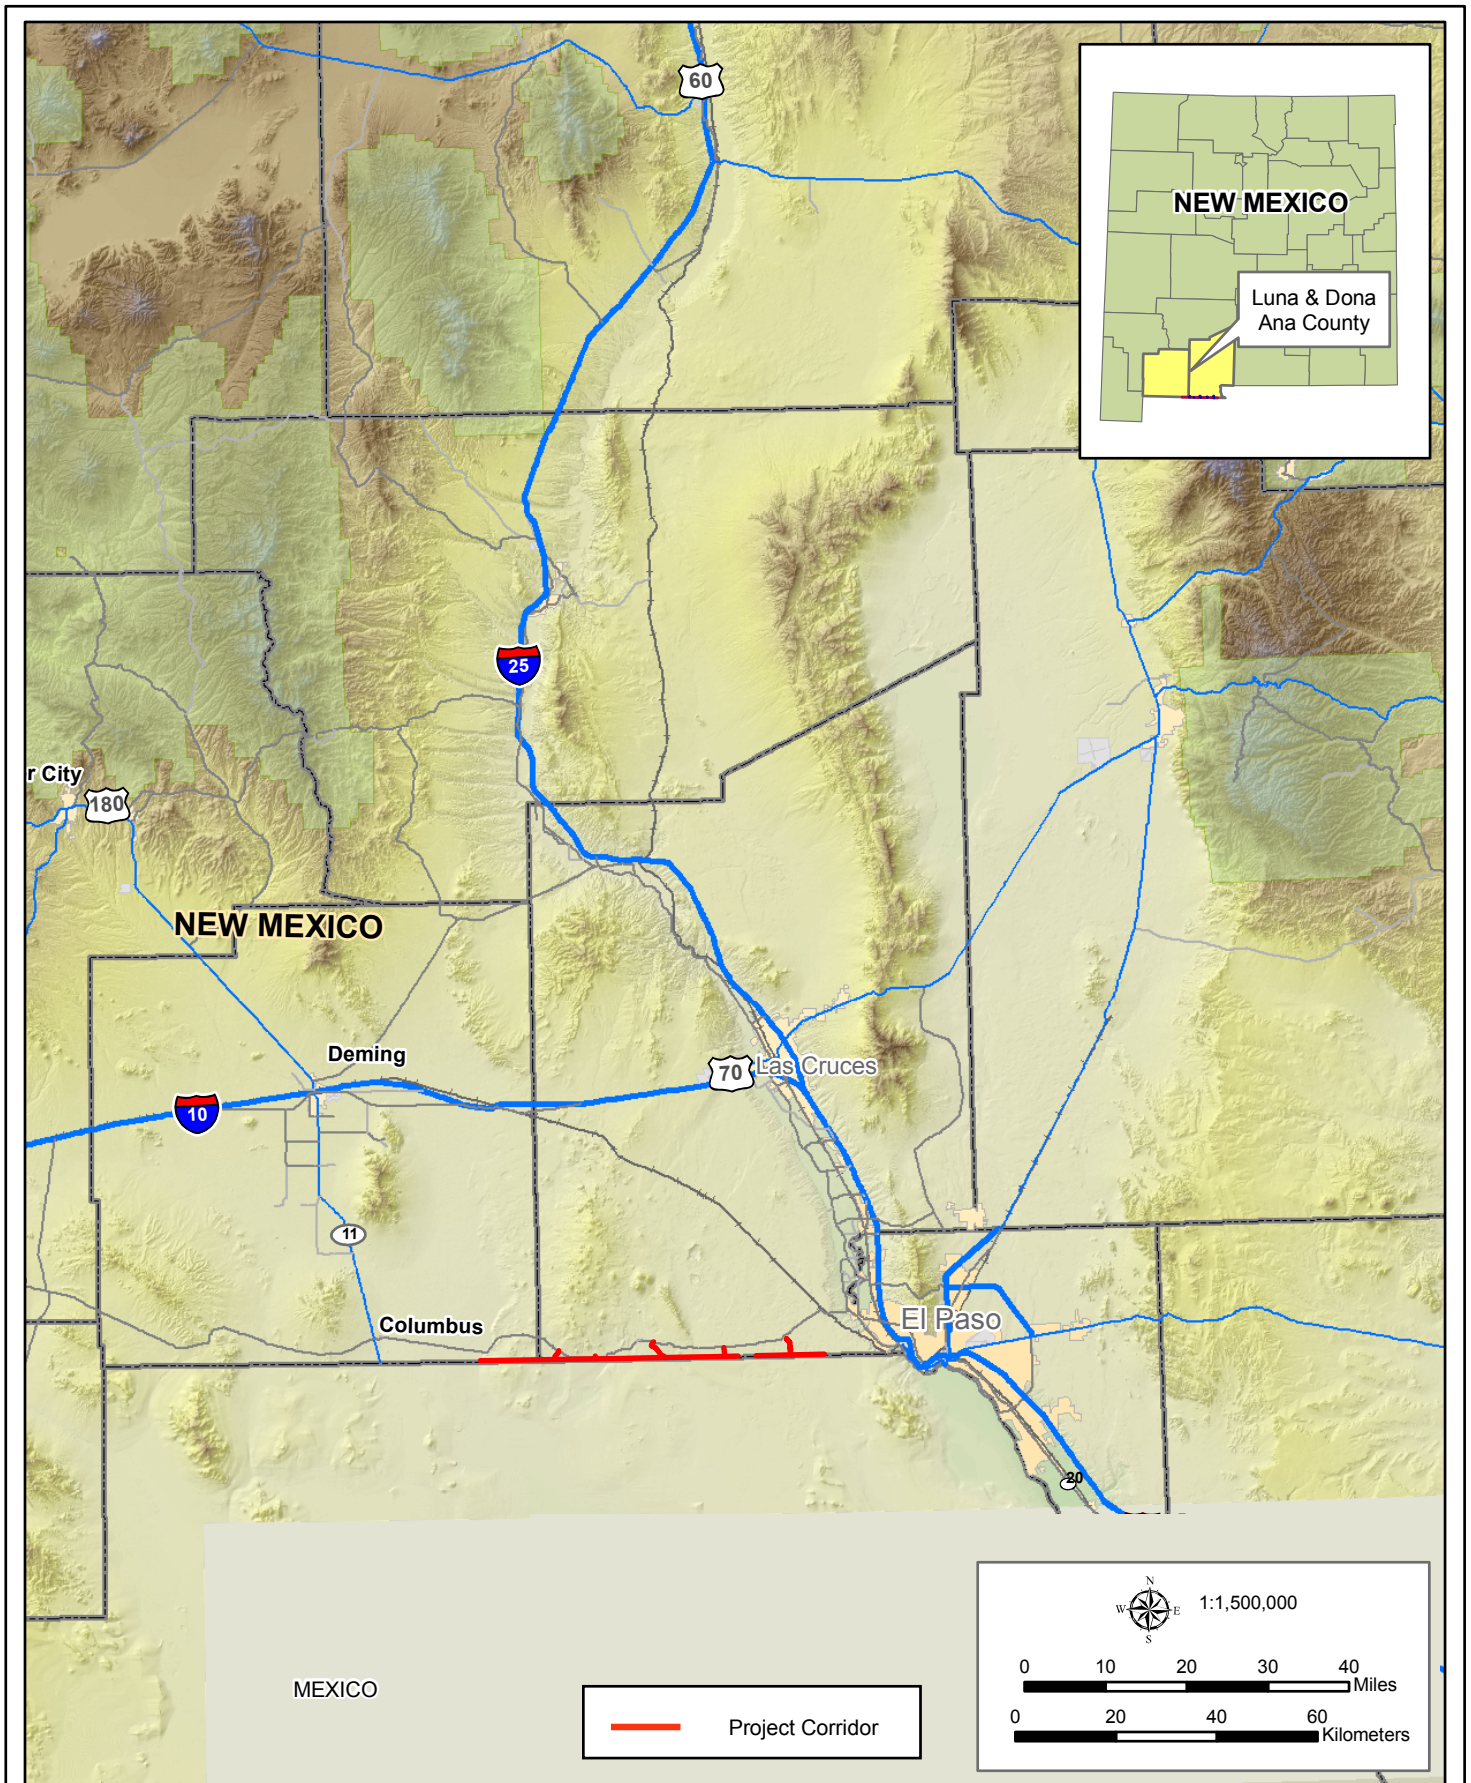 60
NEW MEXICO
Luna & Dona
Ana County
25
r City
180
NEW MEXICO
Deming
70
Las Cruces
10
11
Columbus
El Paso
20
N
W
E
S
1:1,500,000
0 10 20 30 40
Miles
0 20 40 60
Kilometers
MEXICO
Project Corridor